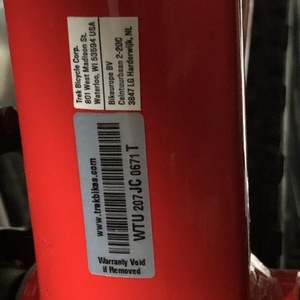 Trek Bicycle Corp.
801 West Madison St.
Waterloo, WI 53594 USA
Bikeurope BV
Ceintuurbaan 2-20C
3847 LG Harderwijk, NL
www.trekbikes.com
WTU 207 JC 0671 T
Warranty Void
if Removed